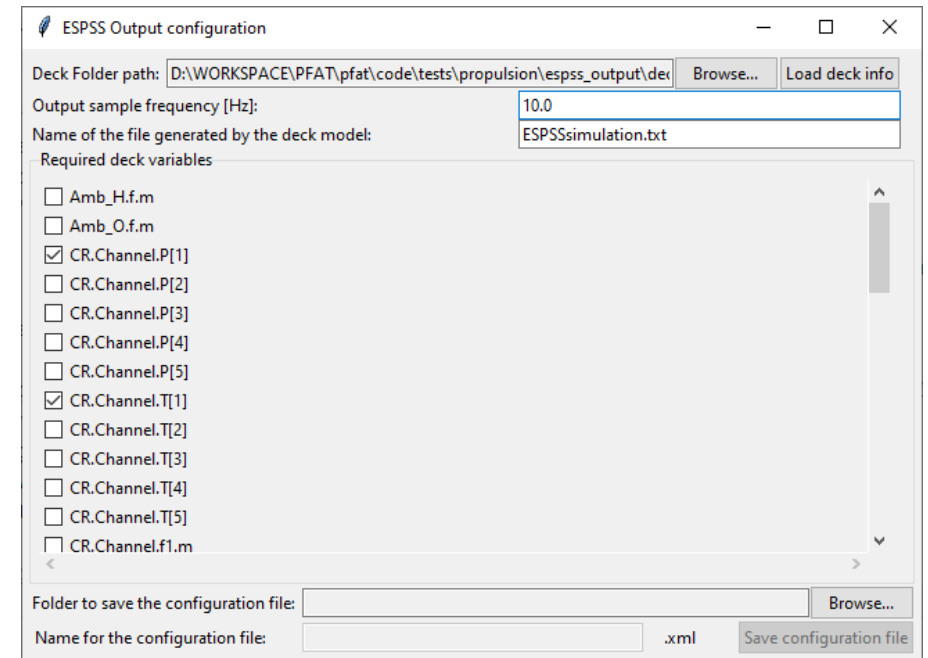 ESPSS Output configuration
Deck Folder path: D:\WORKSPACE\PFAT\pfat\code\tests\propulsion\espss_output\dec Browse... Load deck info
Output sample frequency [Hz]: 10.0
Name of the file generated by the deck model: ESPSSsimulation.txt
Required deck variables
Amb_H.f.m
Amb_O.f.m
CR.Channel.P[1]
CR.Channel.P[2]
CR.Channel.P[3]
CR.Channel.P[4]
CR.Channel.P[5]
CR.Channel.T[1]
CR.Channel.T[2]
CR.Channel.T[3]
CR.Channel.T[4]
CR.Channel.T[5]
CR.Channel.f1.m
Folder to save the configuration file: Browse...
Name for the configuration file: .xml Save configuration file